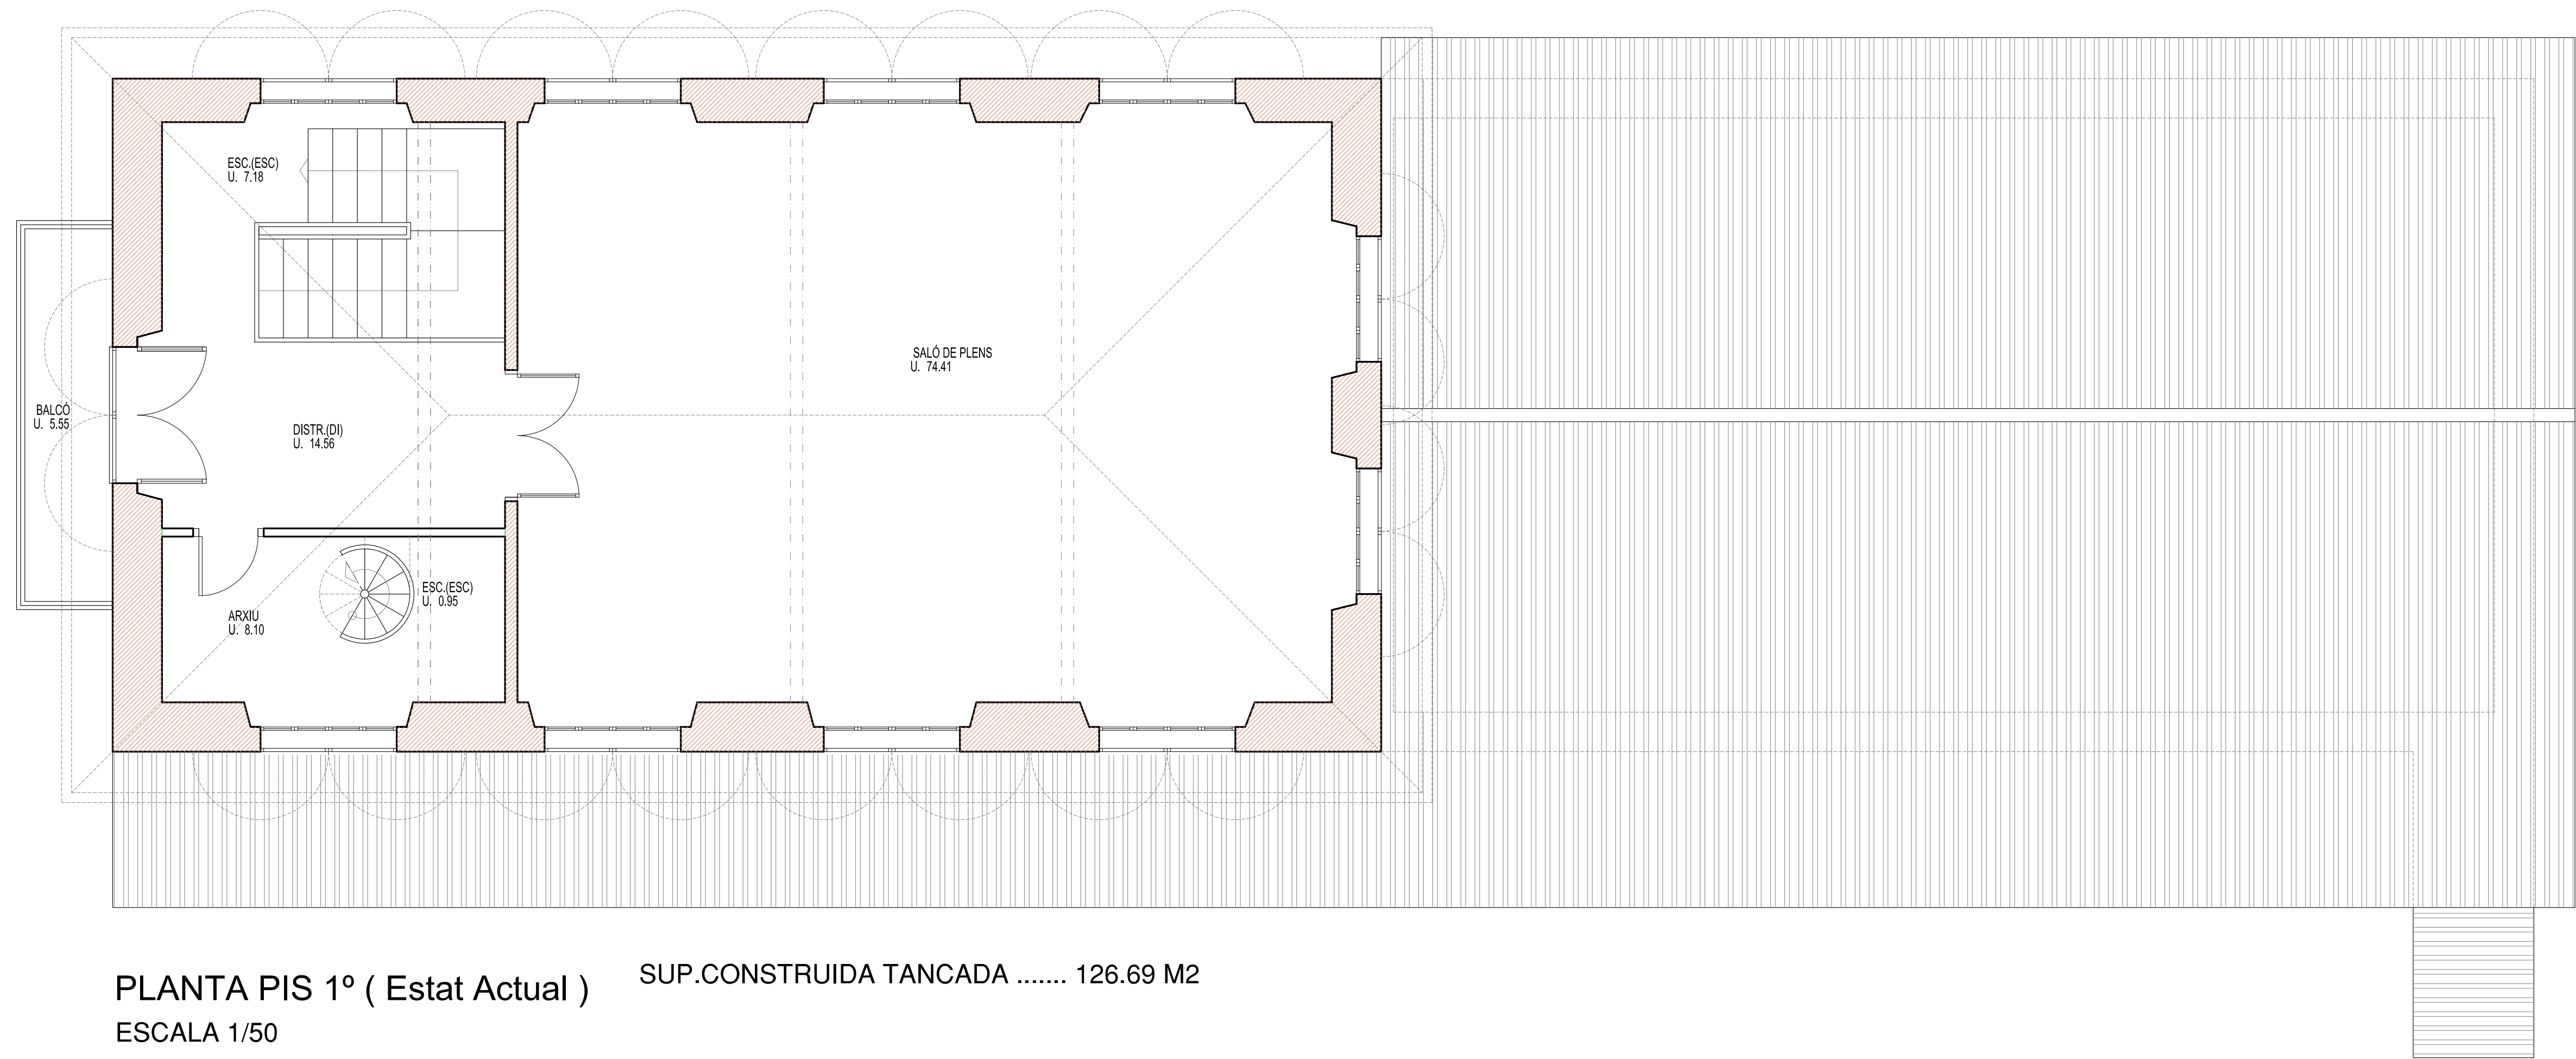 ESC.(ESC)
U. 7.18
SALÓ DE PLENS
U. 74.41
BALCÓ
U. 5.55
DISTR.(DI)
U. 14.56
ESC.(ESC)
U. 0.95
ARXIU
U. 8.10
PLANTA PIS 1º ( Estat Actual )
SUP.CONSTRUIDA TANCADA ....... 126.69 M2
ESCALA 1/50